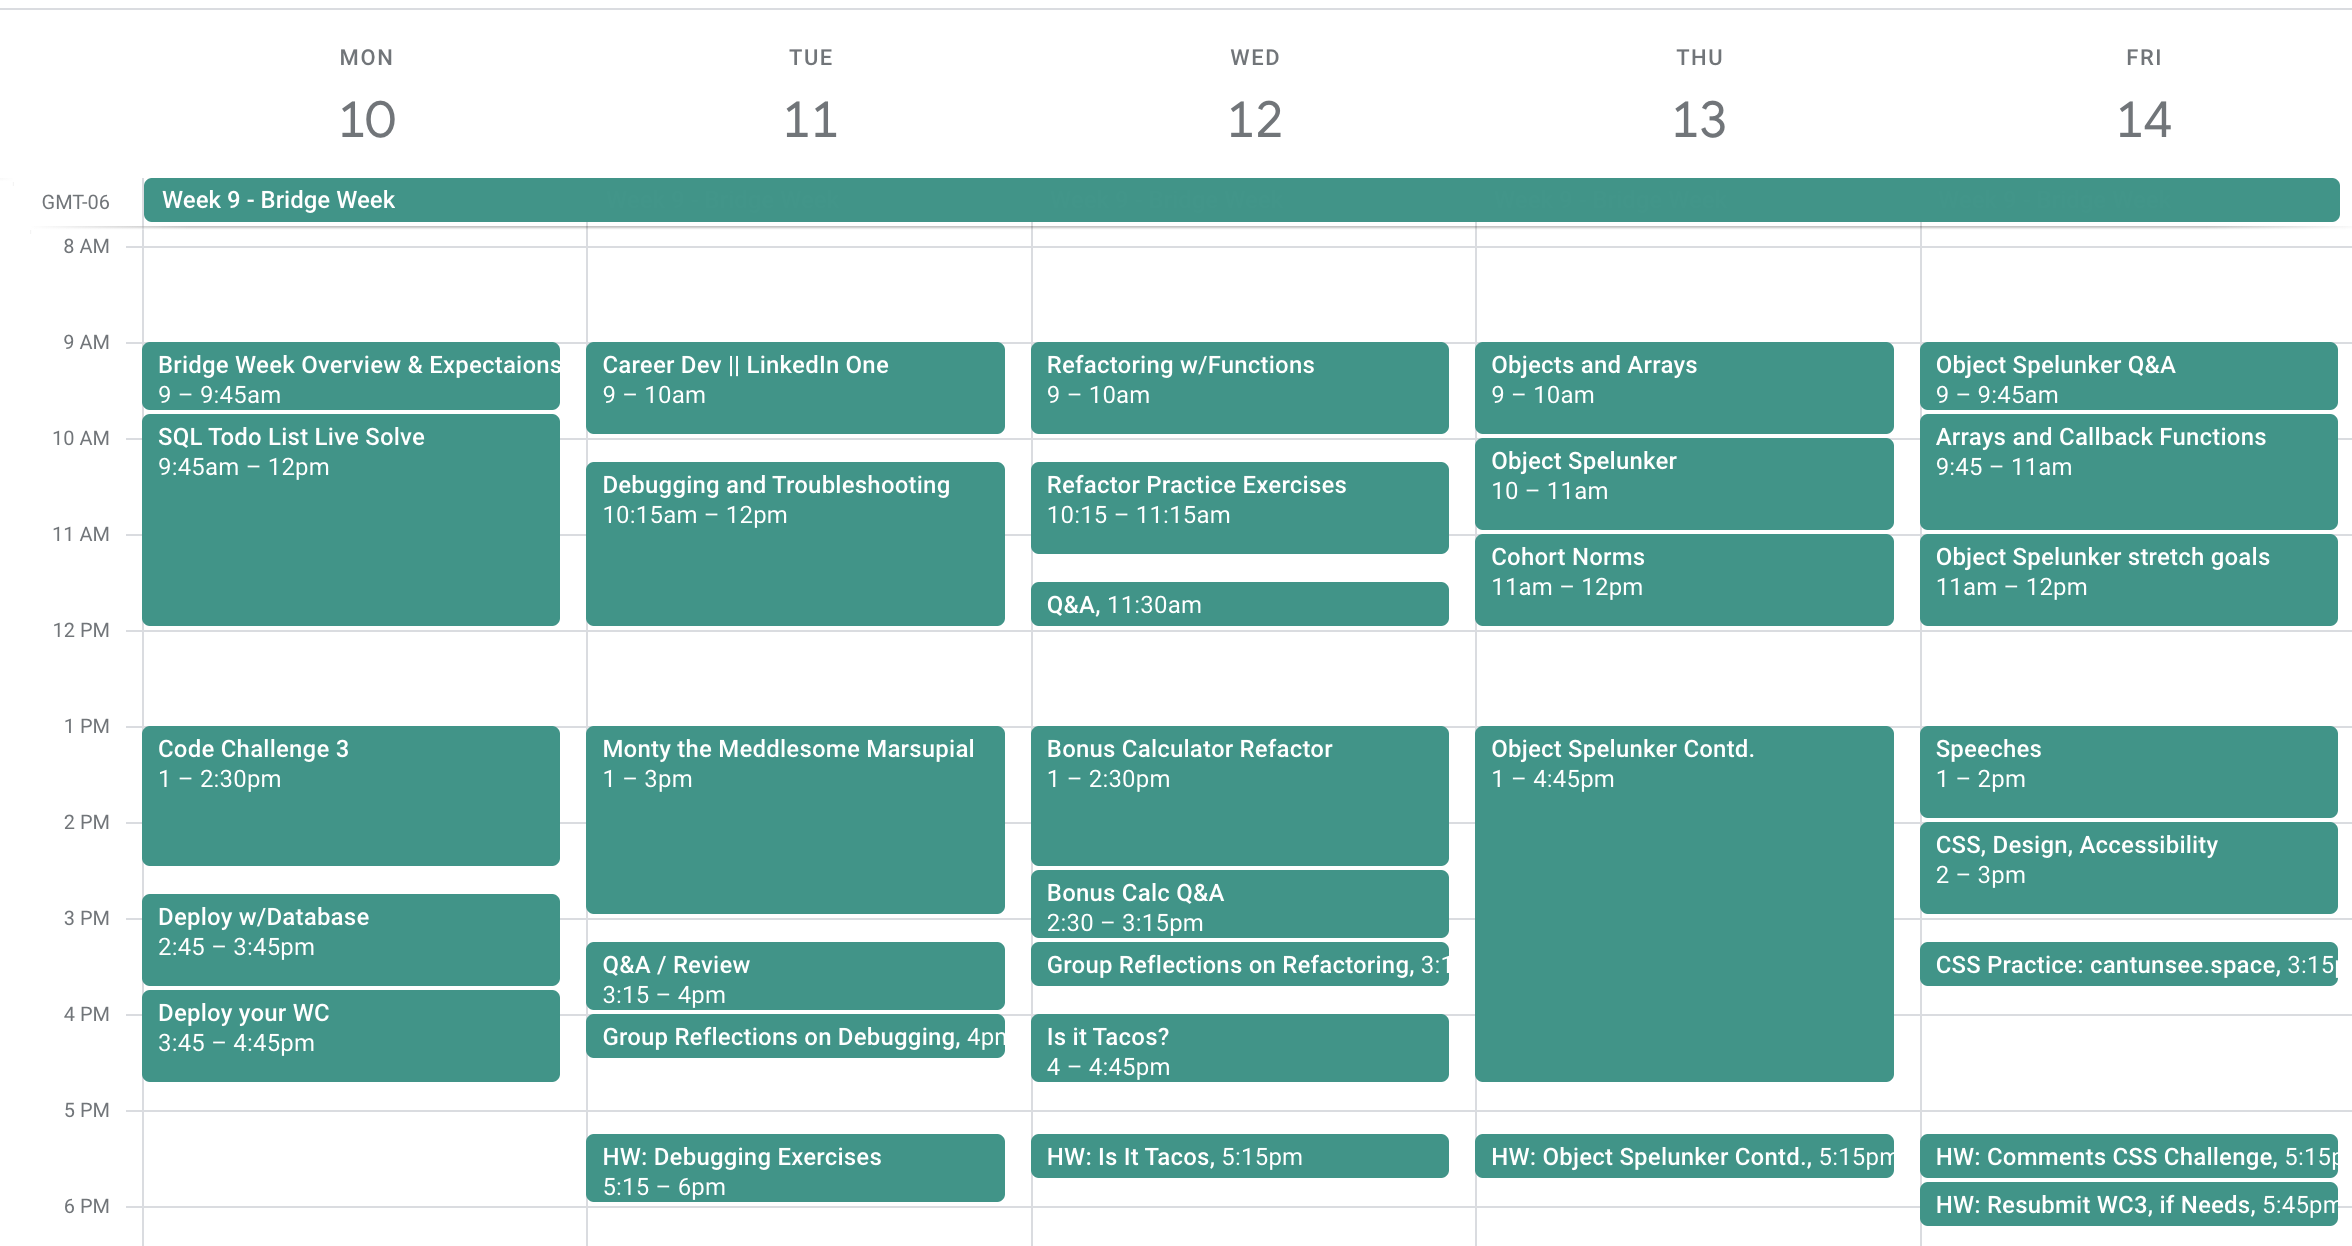 MON
TUE
WED
THU
FRI
10
11
12
13
14
GMT-06
Week 9 - Bridge Week
8 AM
9 AM
10 AM
11 AM
12 PM
1 PM
2 PM
3 PM
4 PM
5 PM
6 PM
Bridge Week Overview & Expectaions
9 – 9:45am
SQL Todo List Live Solve
9:45am – 12pm
Code Challenge 3
1 – 2:30pm
Deploy w/Database
2:45 – 3:45pm
Deploy your WC
3:45 – 4:45pm
Career Dev || LinkedIn One
9 – 10am
Debugging and Troubleshooting
10:15am – 12pm
Monty the Meddlesome Marsupial
1 – 3pm
Q&A / Review
3:15 – 4pm
Group Reflections on Debugging, 4pm
HW: Debugging Exercises
5:15 – 6pm
Refactoring w/Functions
9 – 10am
Refactor Practice Exercises
10:15 – 11:15am
Q&A, 11:30am
Bonus Calculator Refactor
1 – 2:30pm
Bonus Calc Q&A
2:30 – 3:15pm
Group Reflections on Refactoring, 3:1
Is it Tacos?
4 – 4:45pm
HW: Is It Tacos, 5:15pm
Objects and Arrays
9 – 10am
Object Spelunker
10 – 11am
Cohort Norms
11am – 12pm
Object Spelunker Contd.
1 – 4:45pm
HW: Object Spelunker Contd., 5:15pm
Object Spelunker Q&A
9 – 9:45am
Arrays and Callback Functions
9:45 – 11am
Object Spelunker stretch goals
11am – 12pm
Speeches
1 – 2pm
CSS, Design, Accessibility
2 – 3pm
CSS Practice: cantunsee.space, 3:15p
HW: Comments CSS Challenge, 5:15p
HW: Resubmit WC3, if Needs, 5:45pm